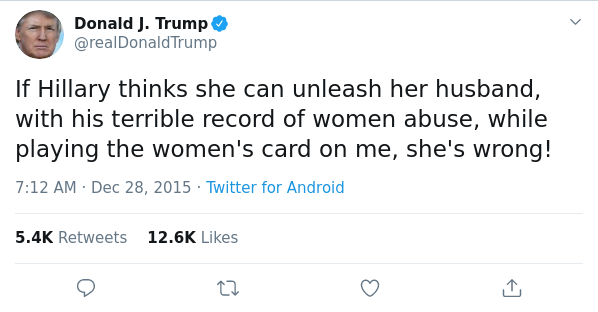 Donald J. Trump
@realDonaldTrump
If Hillary thinks she can unleash her husband,
with his terrible record of women abuse, while
playing the women's card on me, she's wrong!
7:12 AM · Dec 28, 2015 · Twitter for Android
5.4K Retweets 12.6K Likes